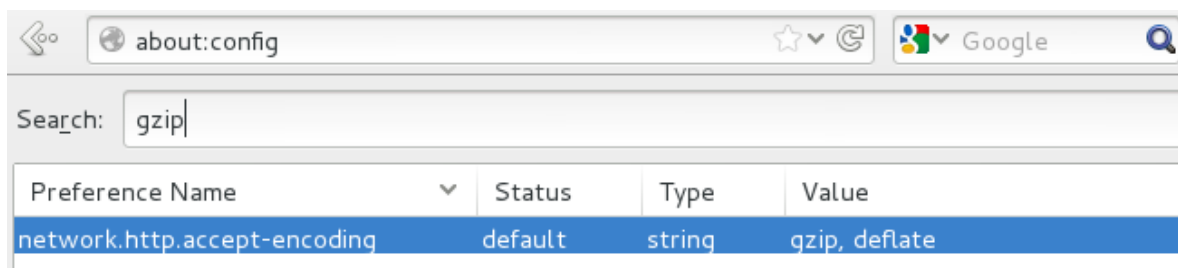 about:config Google
Search: gzip
Preference Name Status Type Value
network.http.accept-encoding default string gzip, deflate